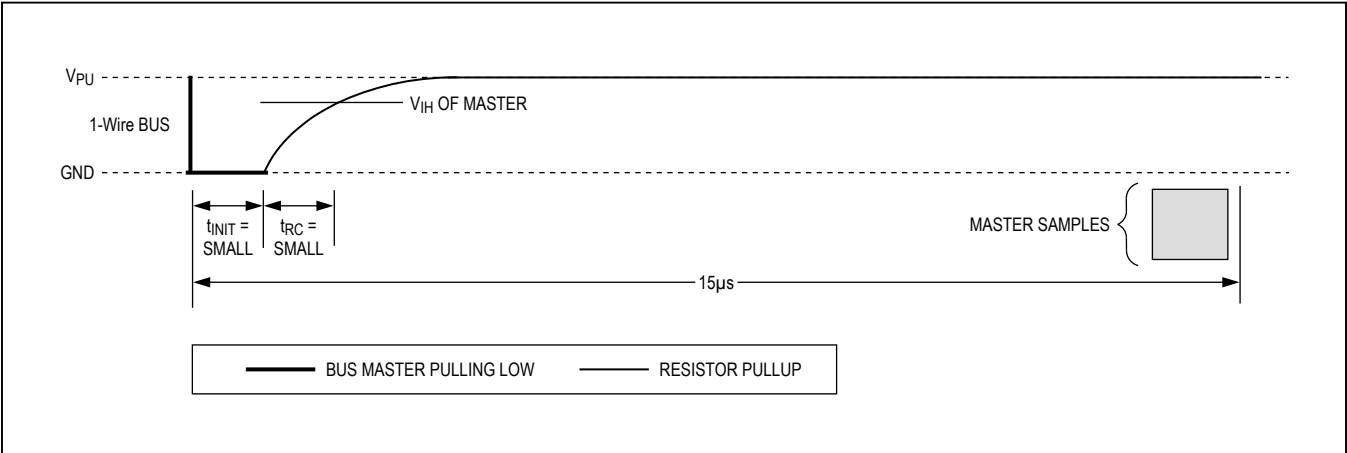 VPU
VIH OF MASTER
1-Wire BUS
GND
tINIT =
SMALL
tRC =
SMALL
MASTER SAMPLES
15µs
BUS MASTER PULLING LOW
RESISTOR PULLUP